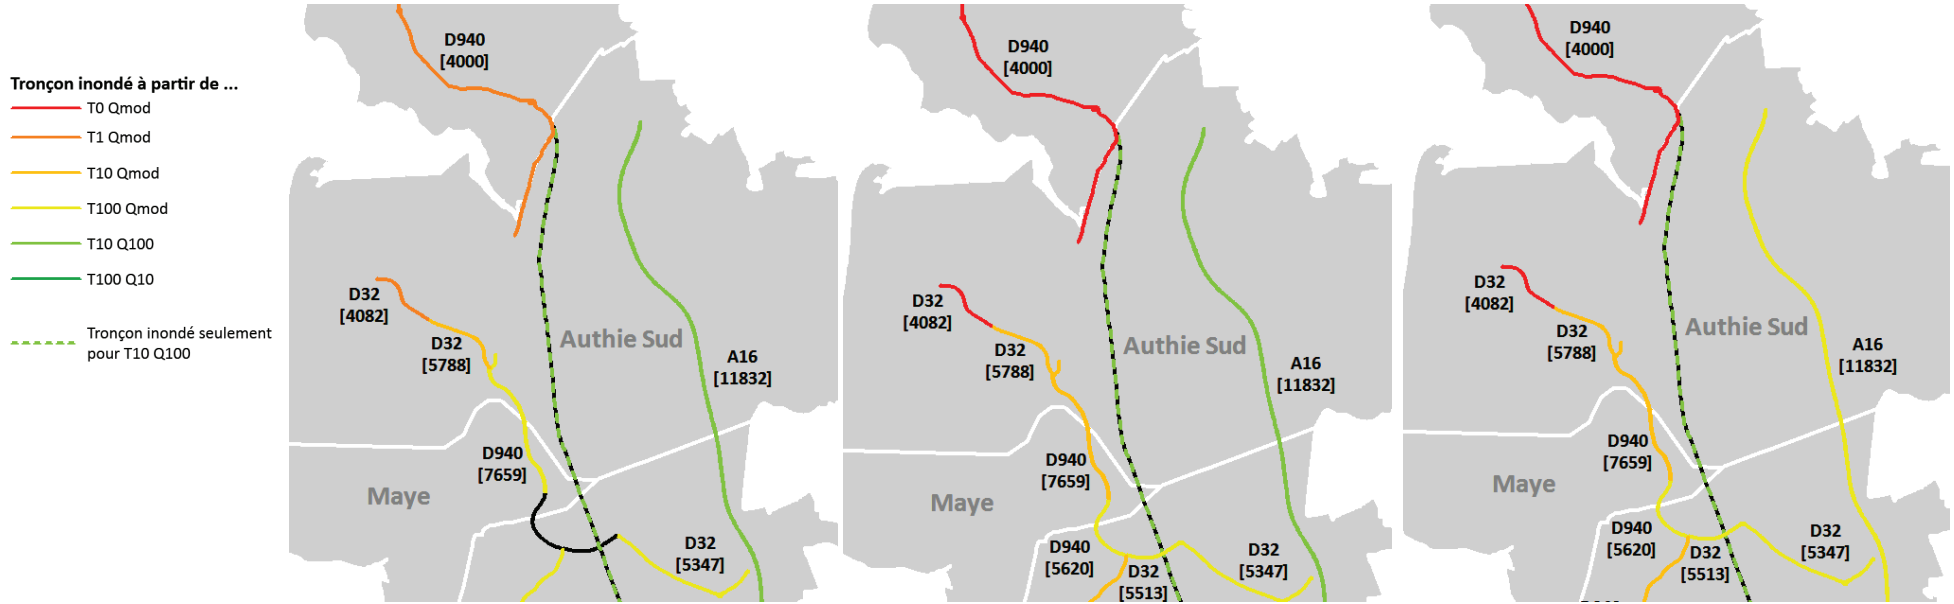 Tronçon inondé à partir de ...
T0 Qmod
T1 Qmod
T10 Qmod
T100 Qmod
T10 Q100
T100 Q10
Tronçon inondé seulement
pour T10 Q100
D940
[4000]
D32
[4082]
D32
[5788]
Authie Sud
A16
[11832]
D940
[7659]
Maye
D32
[5347]
D940
[4000]
D32
[4082]
D32
[5788]
Authie Sud
A16
[11832]
D940
[7659]
Maye
D940
[5620]
D32
[5513]
D32
[5347]
D940
[4000]
D32
[4082]
D32
[5788]
Authie Sud
A16
[11832]
D940
[7659]
Maye
D940
[5620]
D32
[5513]
D32
[5347]